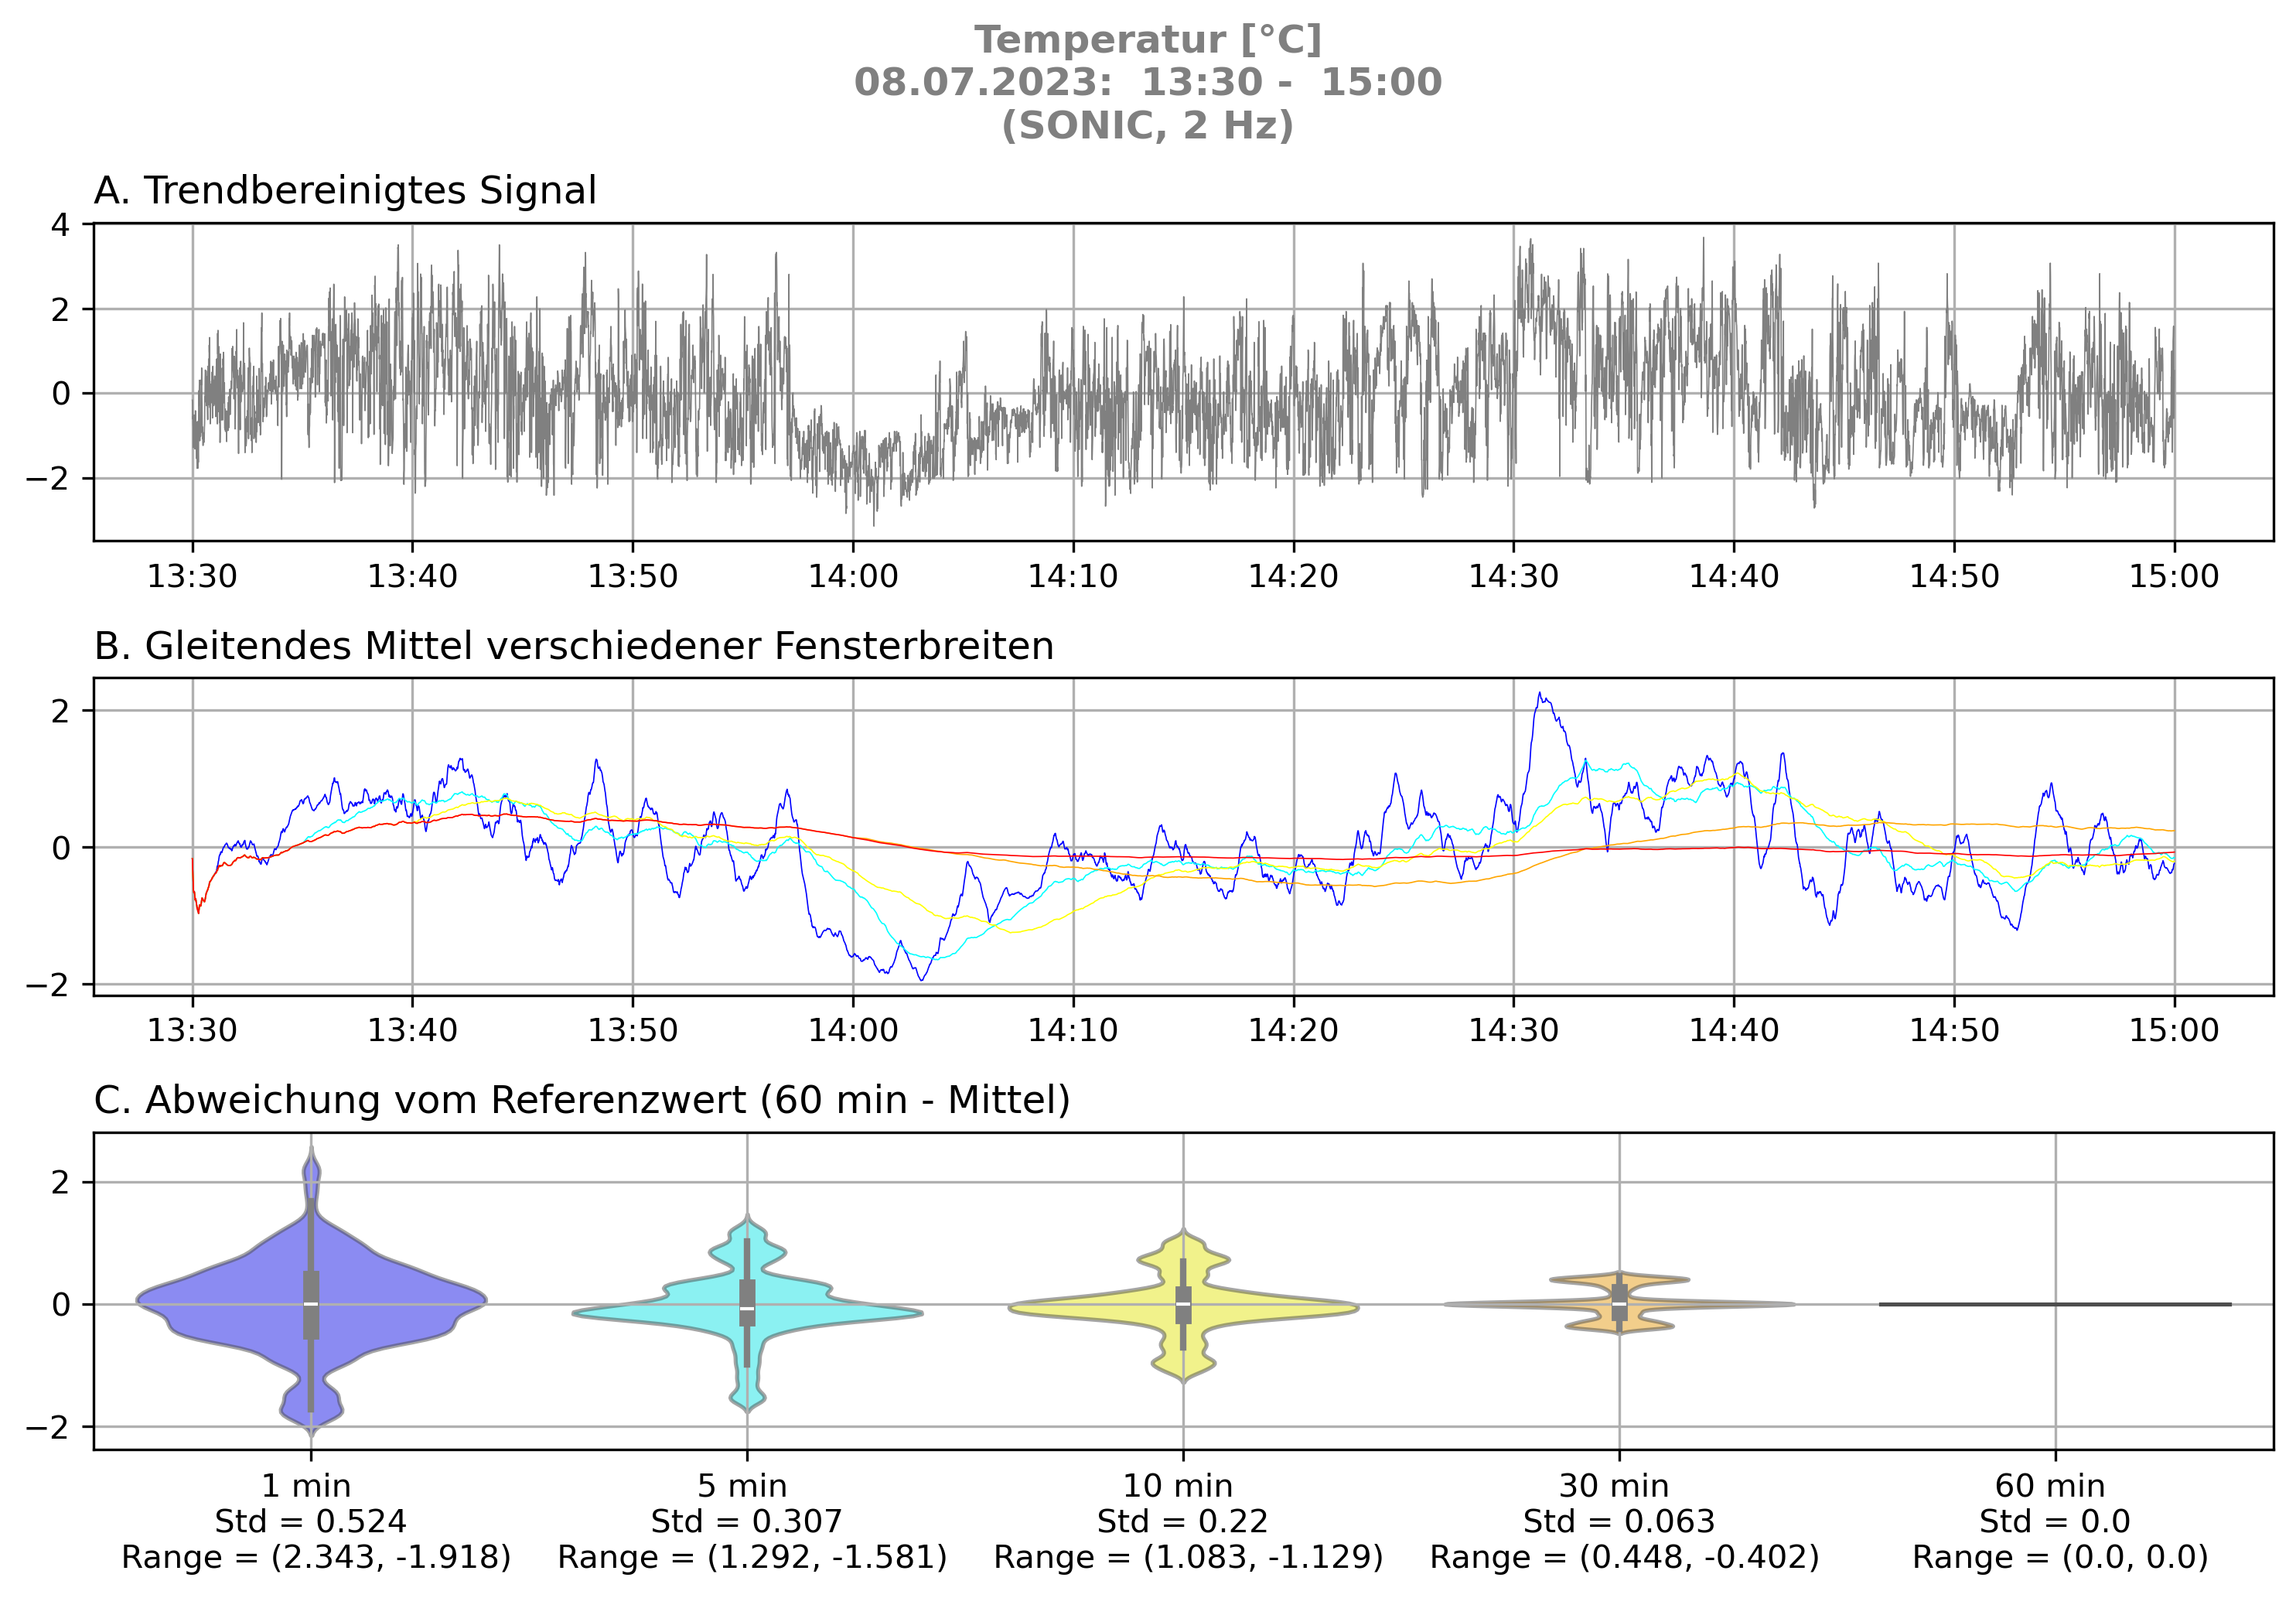 Temperatur [°C]
08.07.2023:  13:30 -  15:00
(SONIC, 2 Hz)
A. Trendbereinigtes Signal
4
2
0
−2
13:30 13:40 13:50 14:00 14:10 14:20 14:30 14:40 14:50 15:00
B. Gleitendes Mittel verschiedener Fensterbreiten
2
0
−2
13:30 13:40 13:50 14:00 14:10 14:20 14:30 14:40 14:50 15:00
C. Abweichung vom Referenzwert (60 min - Mittel)
2
0
−2
1 min 5 min 10 min 30 min 60 min
Std = 0.524 Std = 0.307 Std = 0.22 Std = 0.063 Std = 0.0
Range = (2.343, -1.918) Range = (1.292, -1.581) Range = (1.083, -1.129) Range = (0.448, -0.402) Range = (0.0, 0.0)